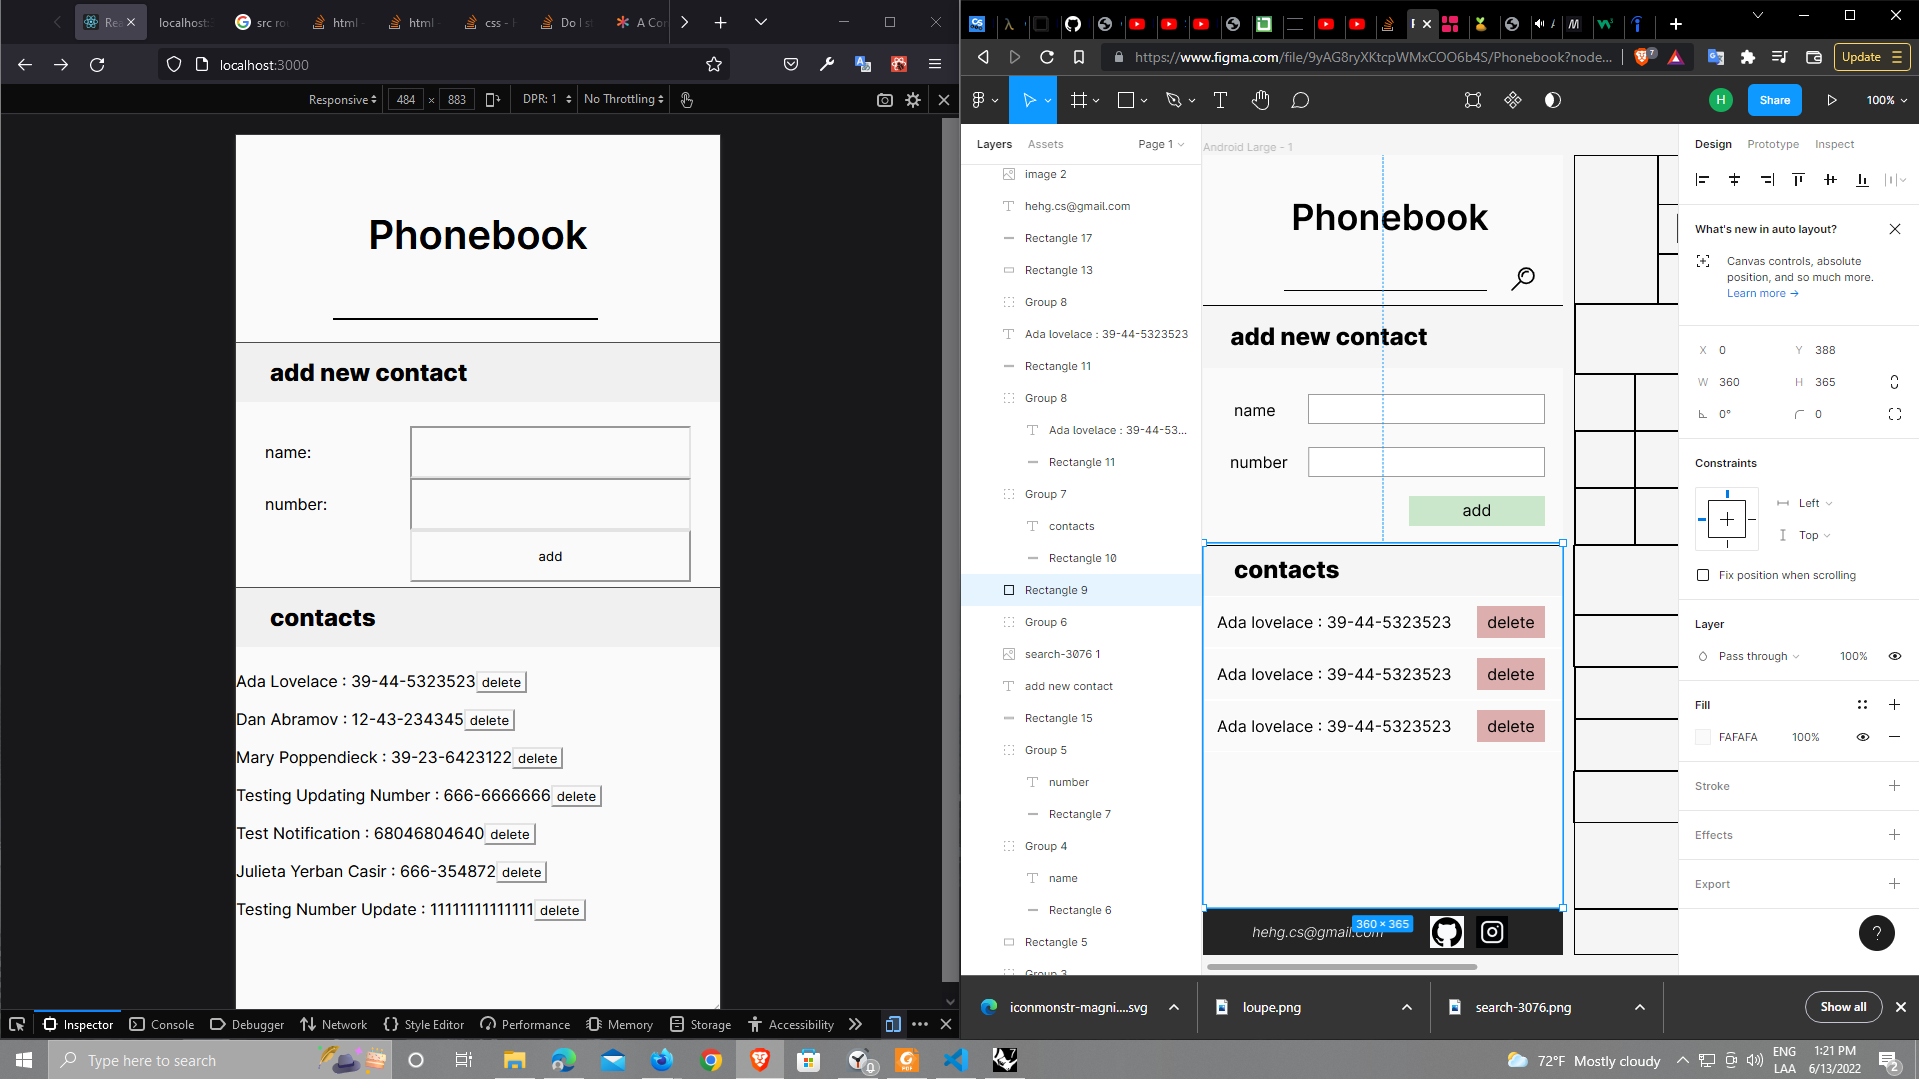 Rea
localhost:
src ro
html
html
css -
Do I s
A Con
localhost:3000
Responsive
484 × 883
DPR: 1
No Throttling
Phonebook
add new contact
name:
number:
add
contacts
Ada Lovelace : 39-44-5323523 delete
Dan Abramov : 12-43-234345 delete
Mary Poppendieck : 39-23-6423122 delete
Testing Updating Number : 666-6666666 delete
Test Notification : 68046804640 delete
Julieta Yerban Casir : 666-354872 delete
Testing Number Update : 11111111111111 delete
Inspector
Console
Debugger
Network
Style Editor
Performance
Memory
Storage
Accessibility
https://www.figma.com/file/9yAG8ryXKtcpWMxCOO6b4S/Phonebook?node...
7
Update
H
Share
100%
Layers
Assets
Page 1
image 2
hehg.cs@gmail.com
Rectangle 17
Rectangle 13
Group 8
Ada lovelace : 39-44-5323523
Rectangle 11
Group 8
Ada lovelace : 39-44-53...
Rectangle 11
Group 7
contacts
Rectangle 10
Rectangle 9
Group 6
search-3076 1
add new contact
Rectangle 15
Group 5
number
Rectangle 7
Group 4
name
Rectangle 6
Rectangle 5
Group 3
Android Large - 1
Phonebook
add new contact
name
number
add
contacts
Ada lovelace : 39-44-5323523 delete
Ada lovelace : 39-44-5323523 delete
Ada lovelace : 39-44-5323523 delete
360 × 365
hehg.cs@gmail.com
Design
Prototype
Inspect
What's new in auto layout?
Canvas controls, absolute
position, and so much more.
Learn more →
X 0
Y 388
W 360
H 365
0°
0
Constraints
Left
Top
Fix position when scrolling
Layer
Pass through
100%
Fill
FAFAFA
100%
Stroke
Effects
Export
?
iconmonstr-magni....svg
loupe.png
search-3076.png
Show all
Type here to search
72°F Mostly cloudy
ENG
LAA
1:21 PM
6/13/2022
2